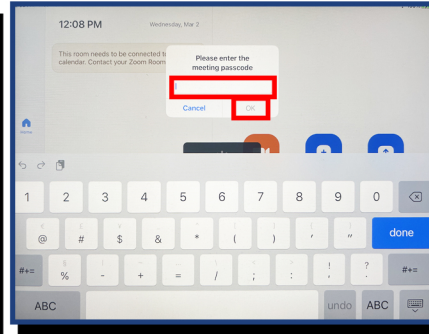 12:08 PM
Wednesday, Mar 2
This room needs to be connected to
calendar. Contact your Zoom Room
Please enter the
meeting passcode
Cancel
OK
Home
1 2 3 4 5 6 7 8 9 0
@ # $ & * ( ) ' "
done
#+= % - + = / ; : ! , ? . #+=
ABC
undo
ABC